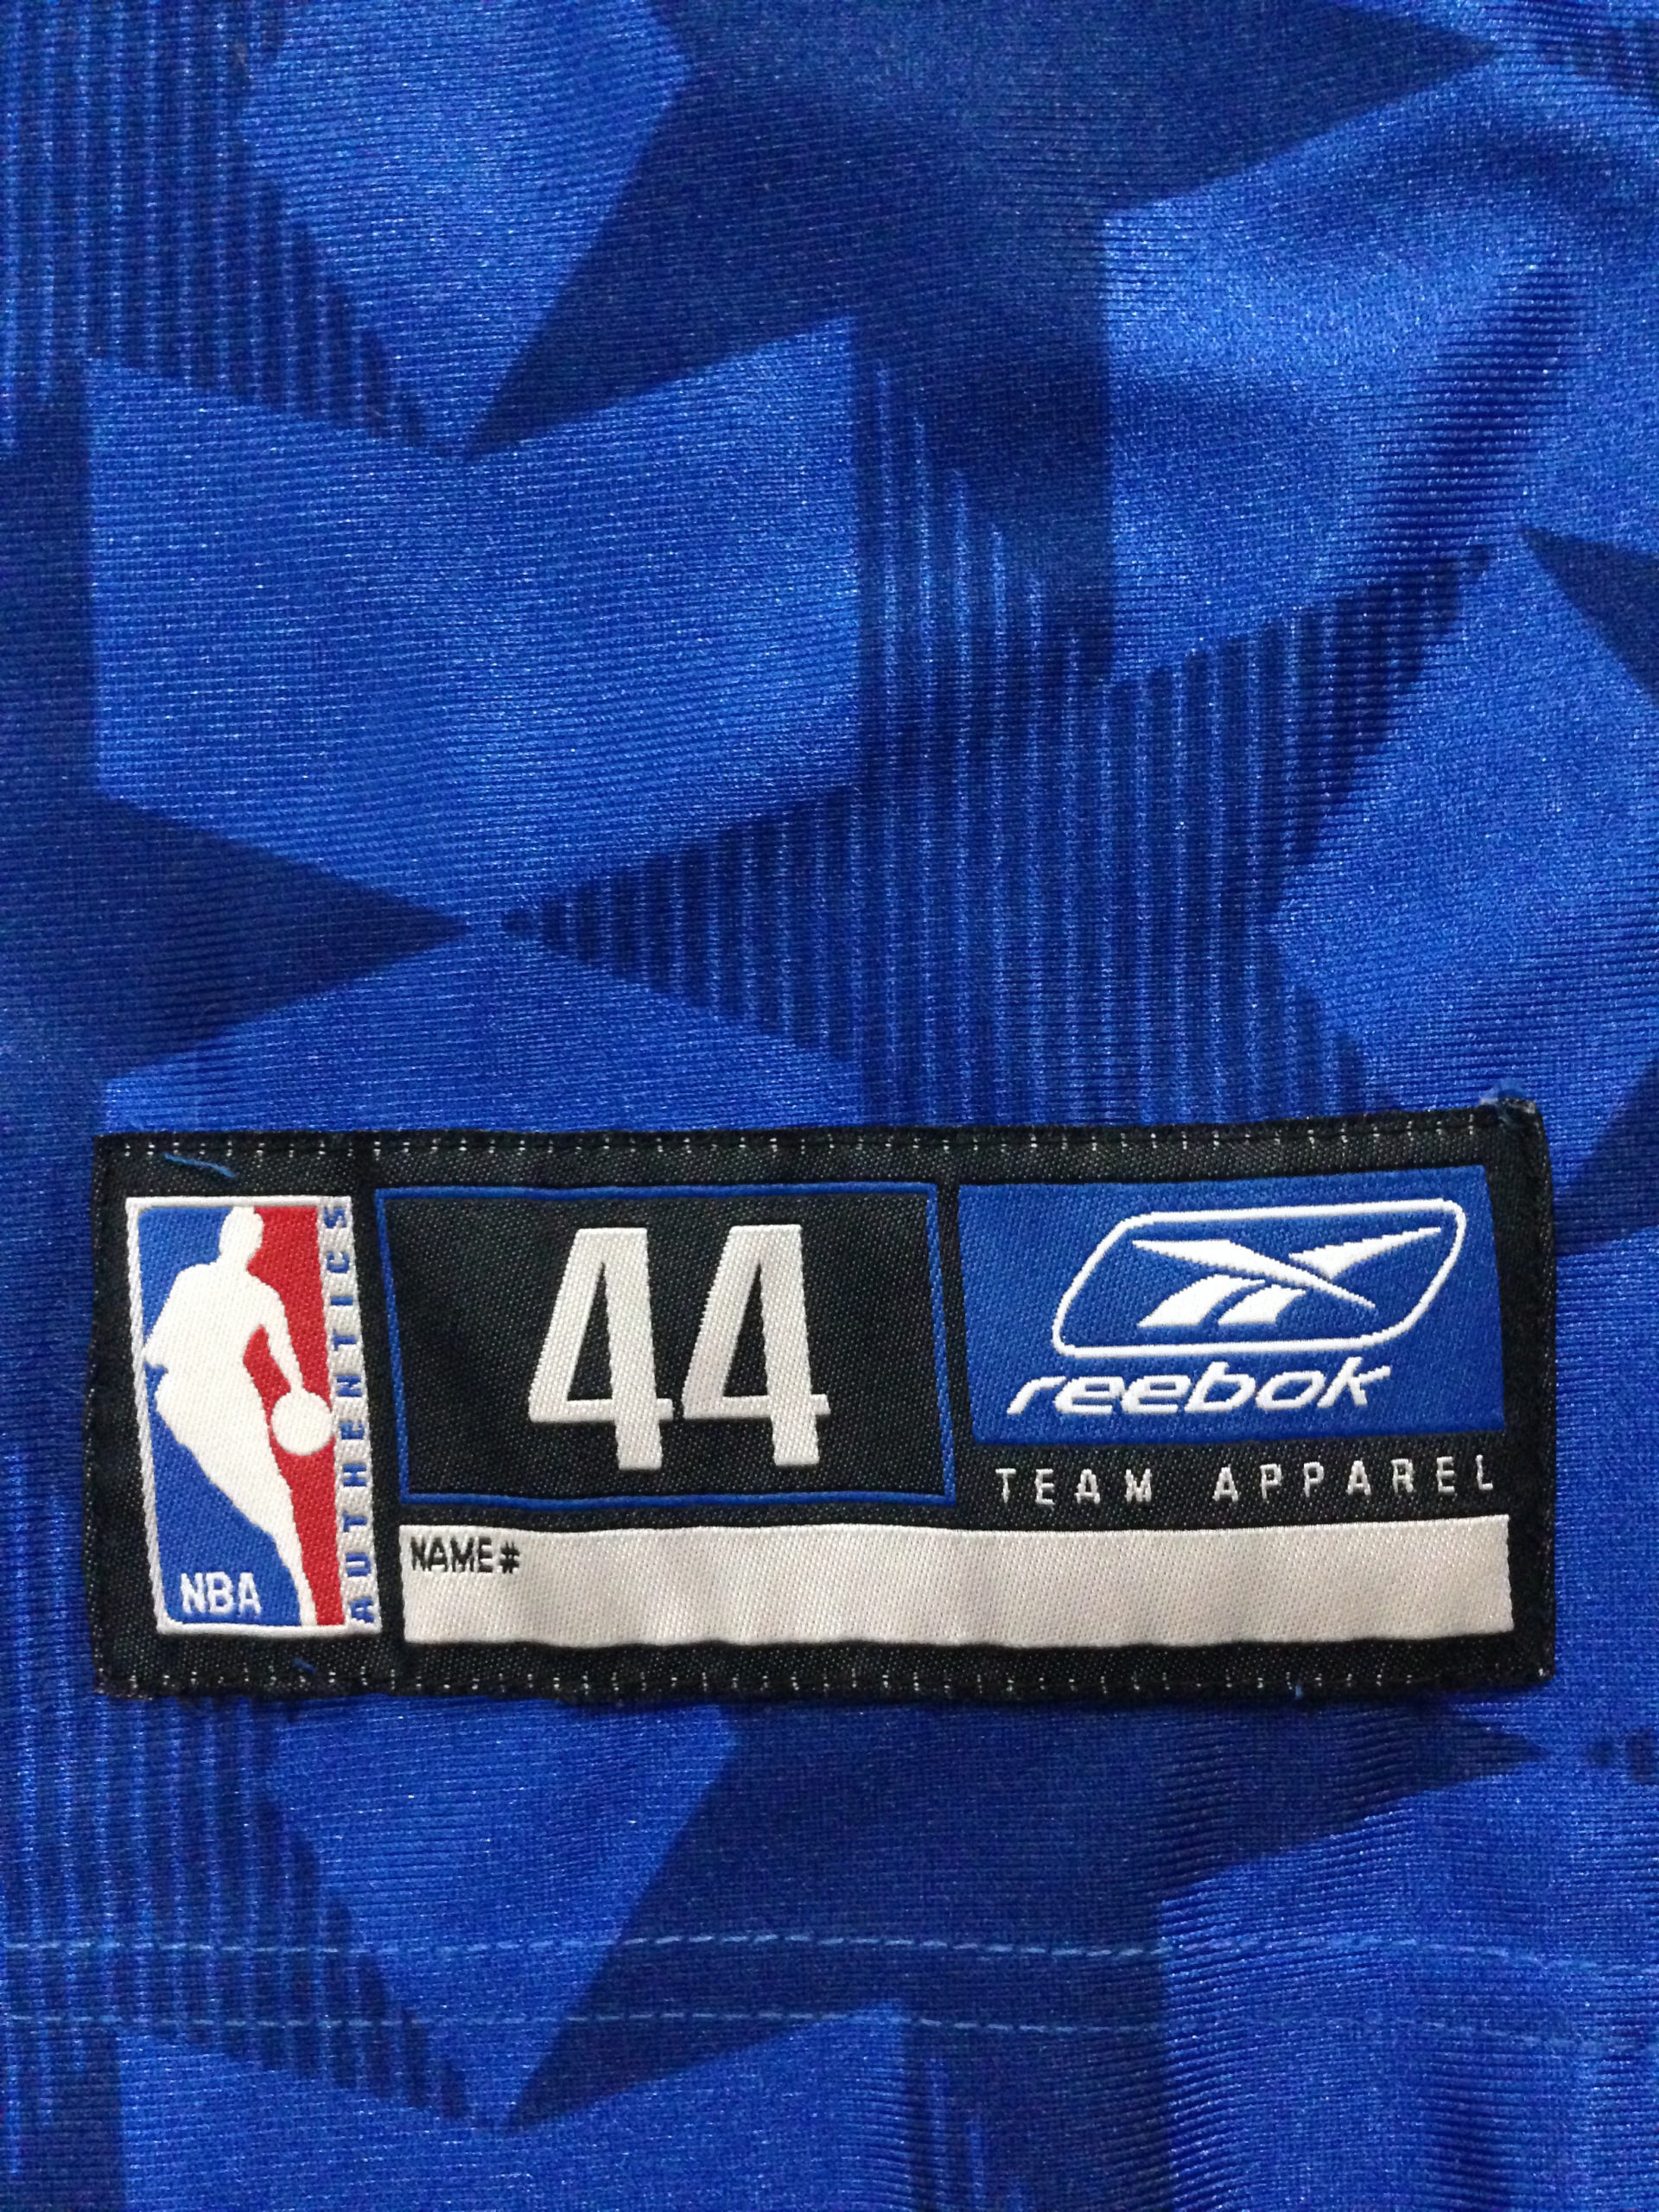 NBA
AUTHENTICS
44
reebok
TEAM APPAREL
NAME#